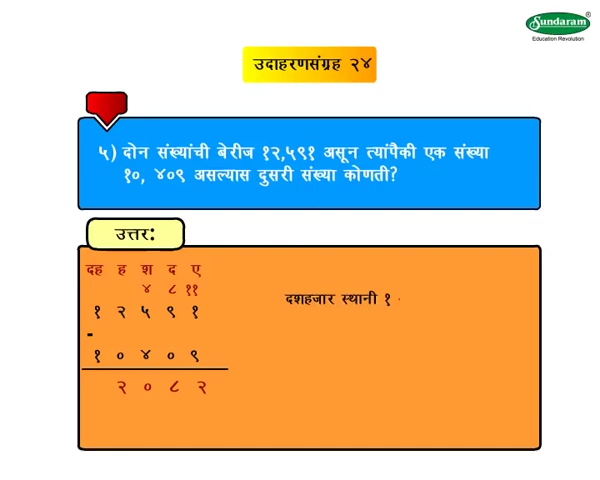 Sundaram®
Education Revolution
उदाहरणसंग्रह २४
५) दोन संख्यांची बेरीज १२,५९१ असून त्यांपैकी एक संख्या
१०, ४०९ असल्यास दुसरी संख्या कोणती?
उत्तर:
दह ह श द ए
४ ८ ११
१ २ ५ ९ १
-
१ ० ४ ० ९
२ ० ८ २
दशहजार स्थानी १